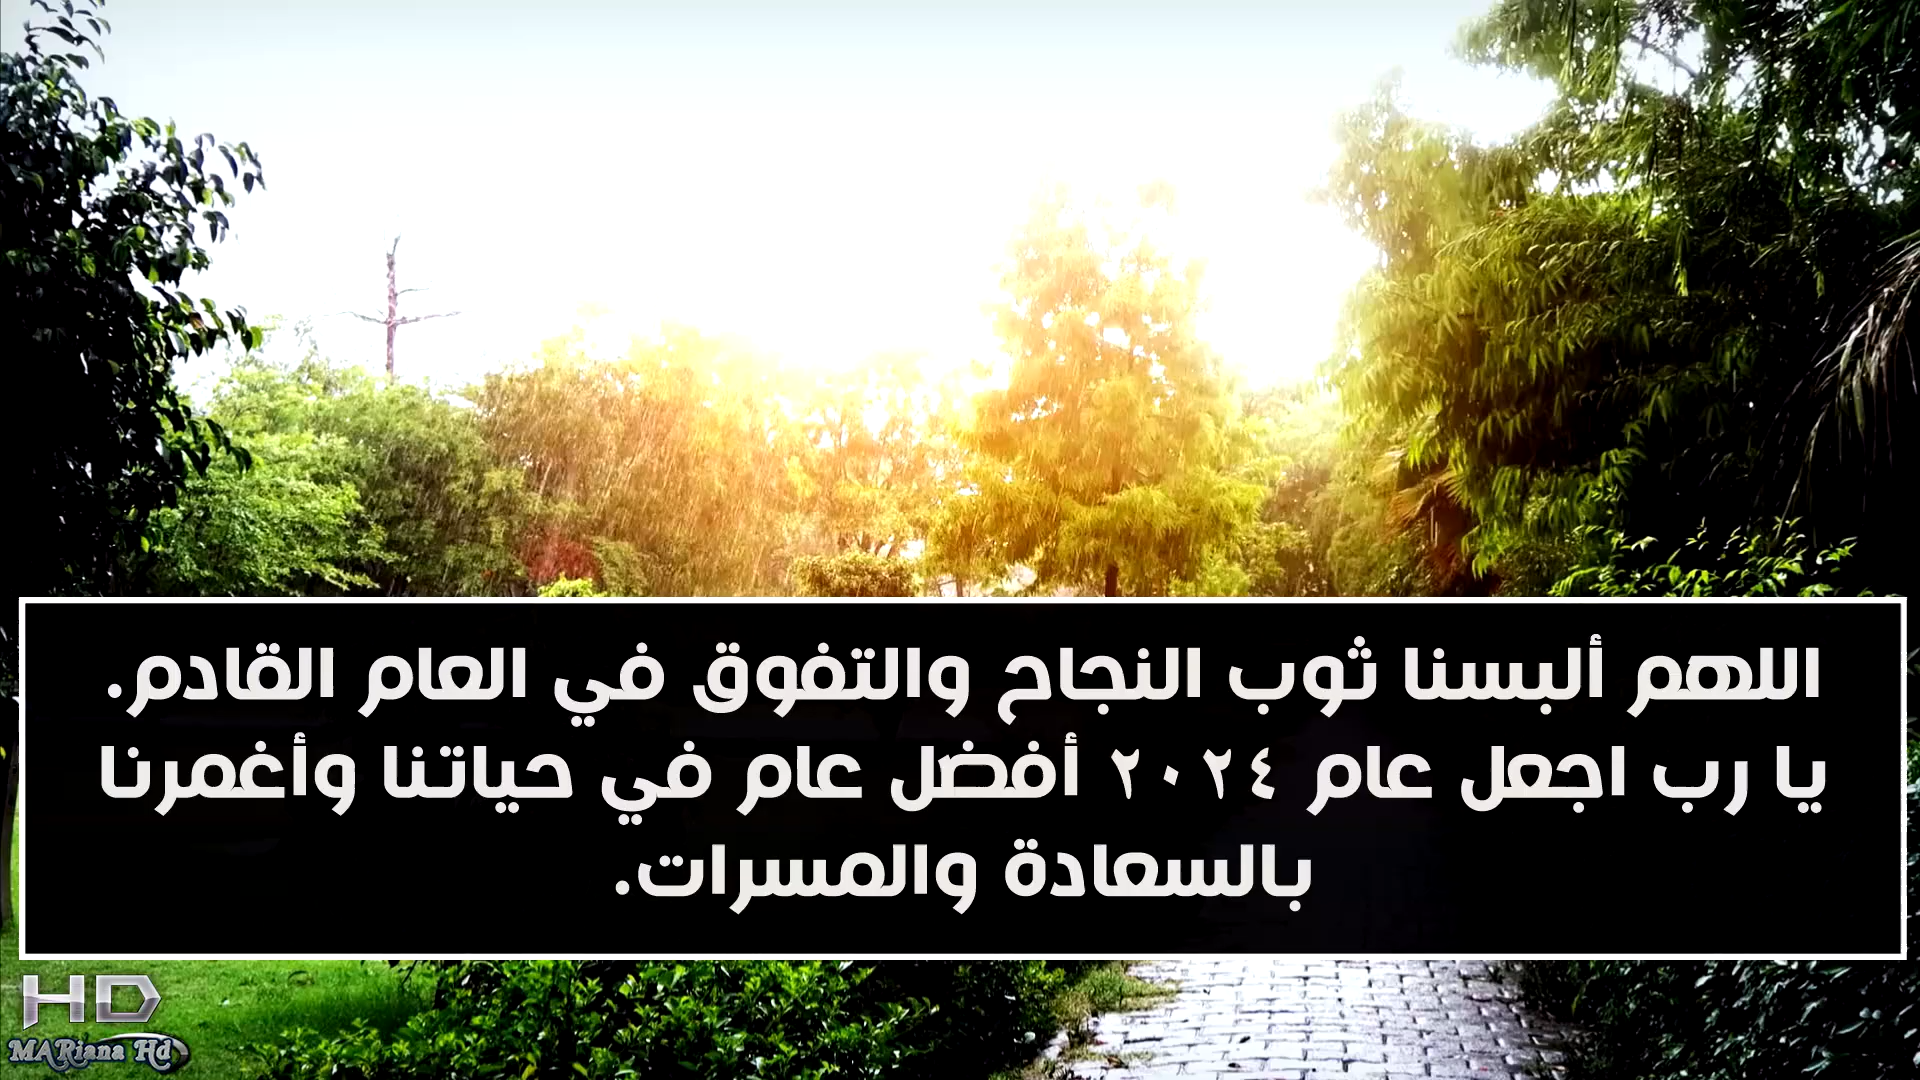 اللهم ألبسنا ثوب النجاح والتفوق في العام القادم.
يا رب اجعل عام ٢٠٢٤ أفضل عام في حياتنا وأغمرنا
بالسعادة والمسرات.
HD
MARiana Hd